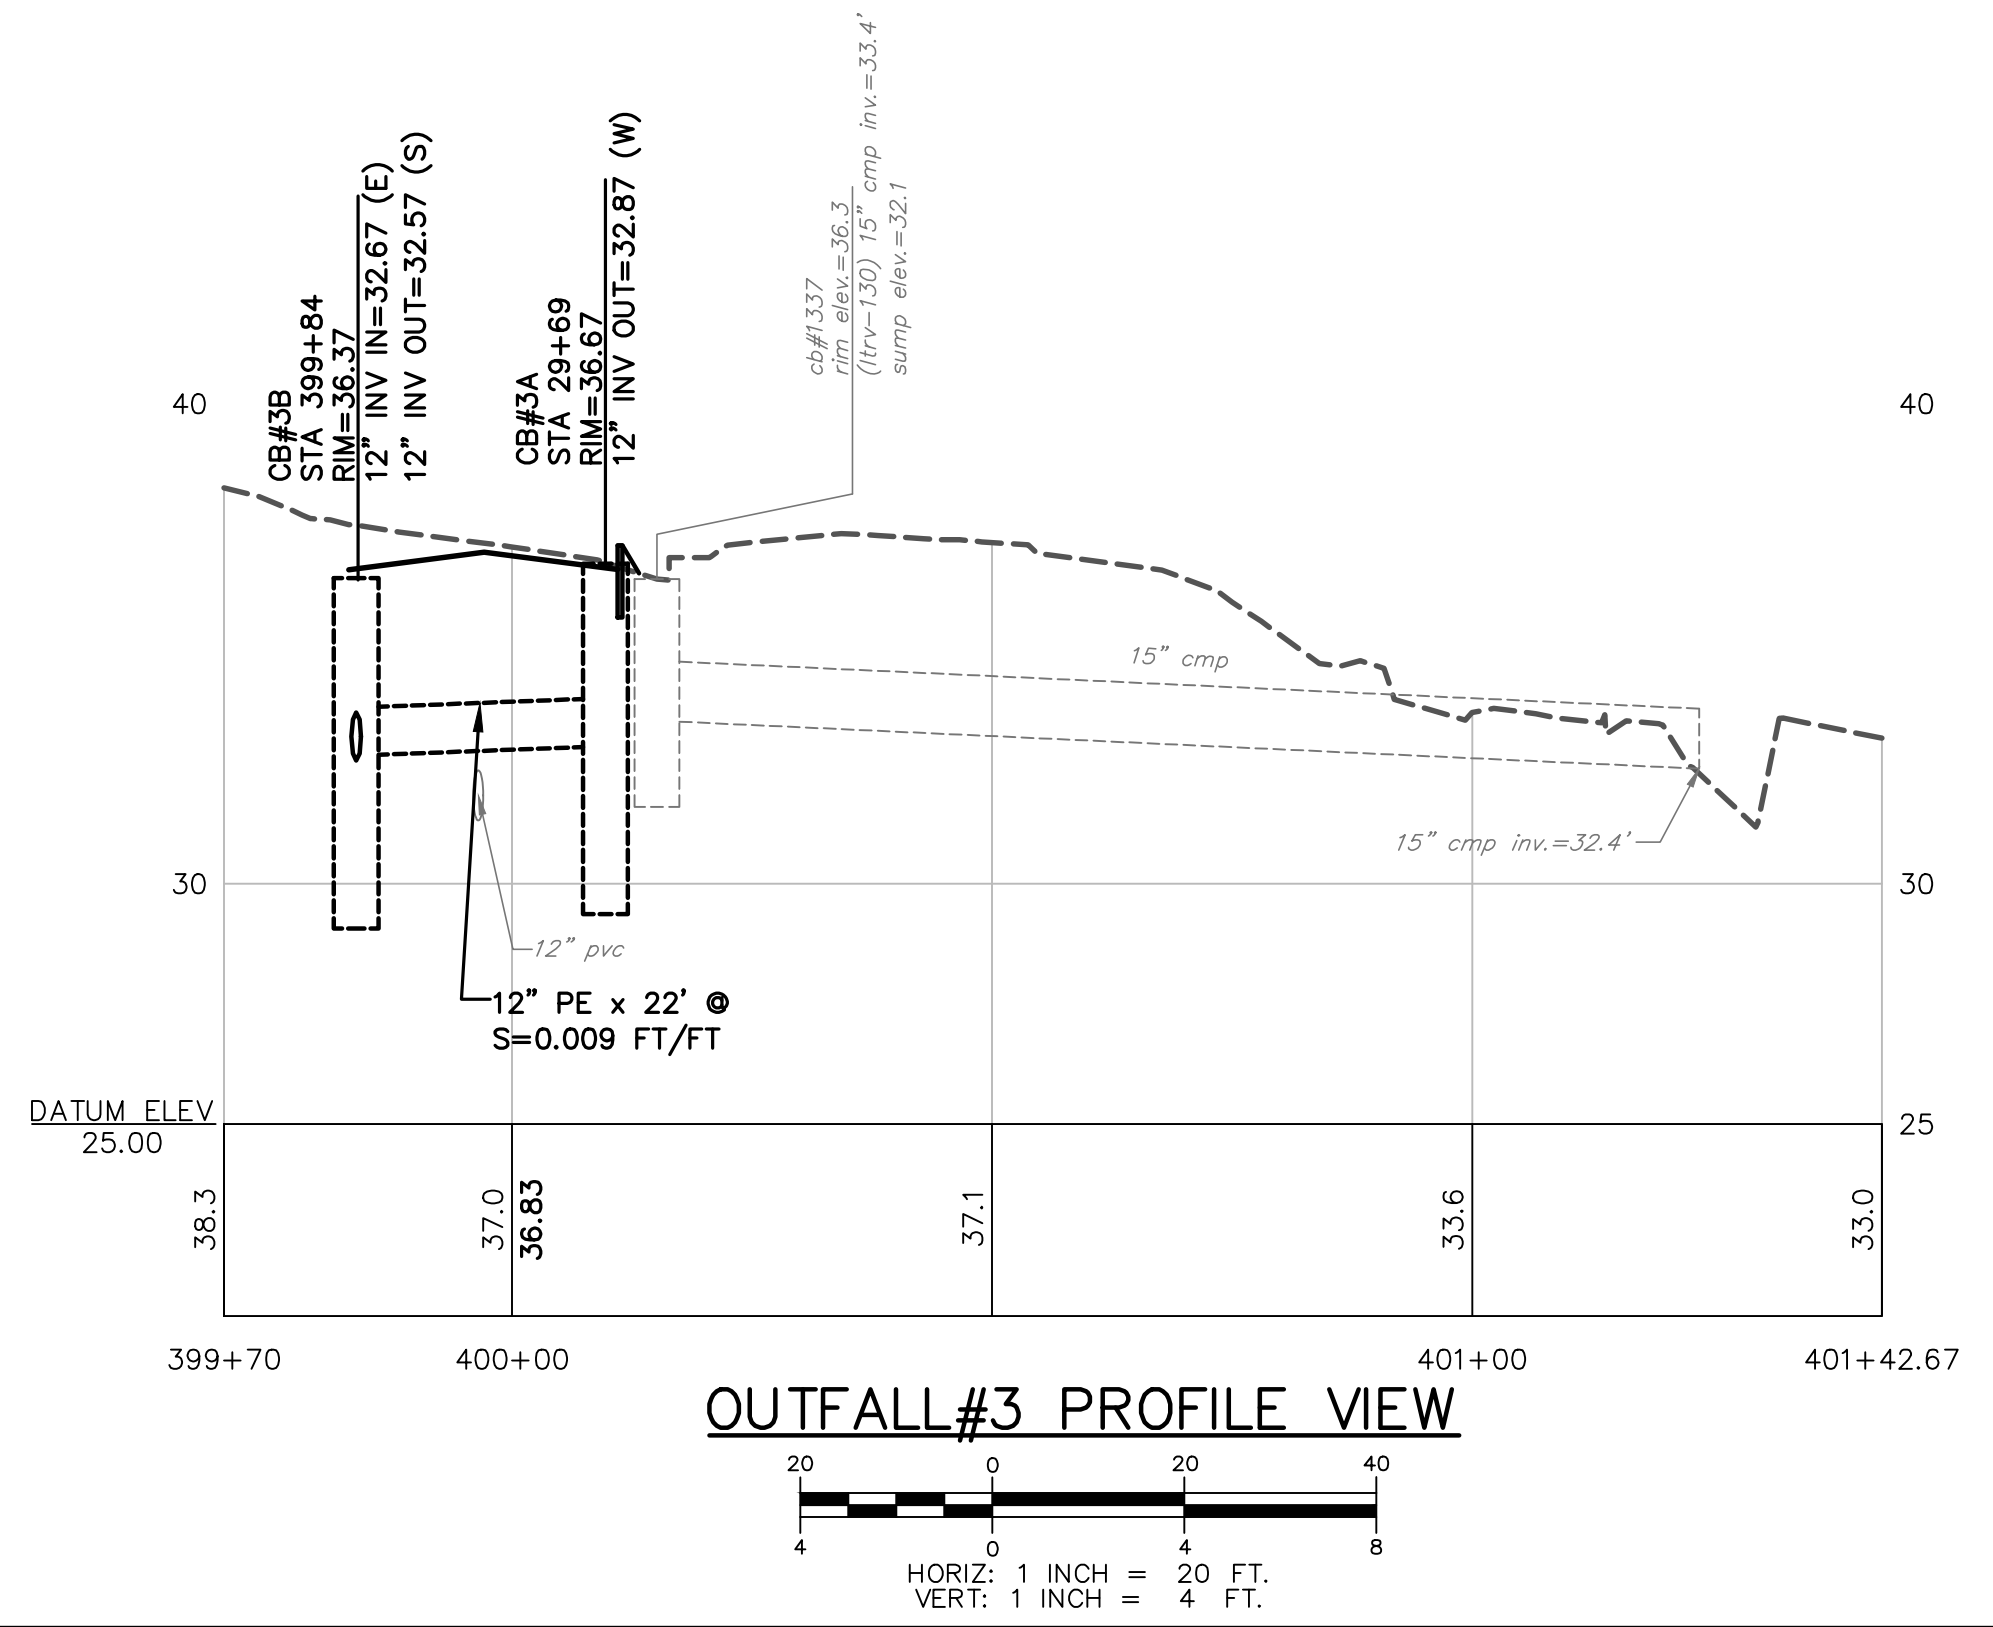 CB#3B
STA 399+84
RIM=36.37
12" INV IN=32.67 (E)
12" INV OUT=32.57 (S)
CB#3A
STA 29+69
RIM=36.67
12" INV OUT=32.87 (W)
cb#1337
rim elev.=36.3
(ltrv-130) 15" cmp inv.=33.4'
sump elev.=32.1
40
40
15" cmp
15" cmp inv.=32.4'
30
30
12" pvc
12" PE x 22' @
S=0.009 FT/FT
DATUM ELEV
25.00
25
38.3
37.0
36.83
37.1
33.6
33.0
399+70
400+00
401+00
401+42.67
OUTFALL#3 PROFILE VIEW
20 0 20 40
4 0 4 8
HORIZ: 1 INCH = 20 FT.
VERT: 1 INCH = 4 FT.